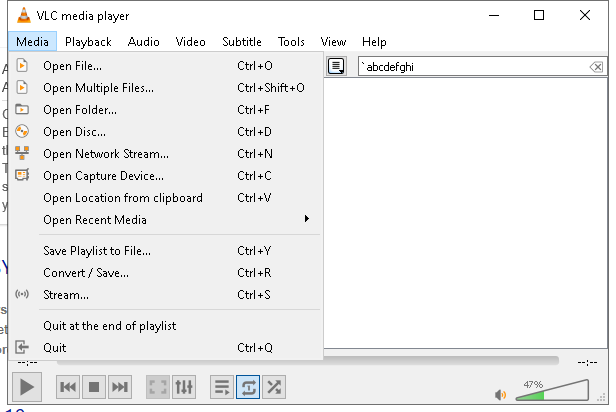 VLC media player
Media Playback Audio Video Subtitle Tools View Help
Open File... Ctrl+O
Open Multiple Files... Ctrl+Shift+O
Open Folder... Ctrl+F
Open Disc... Ctrl+D
Open Network Stream... Ctrl+N
Open Capture Device... Ctrl+C
Open Location from clipboard Ctrl+V
Open Recent Media
Save Playlist to File... Ctrl+Y
Convert / Save... Ctrl+R
Stream... Ctrl+S
Quit at the end of playlist
Quit Ctrl+Q
`abcdefghi
--:-- --:--
47%